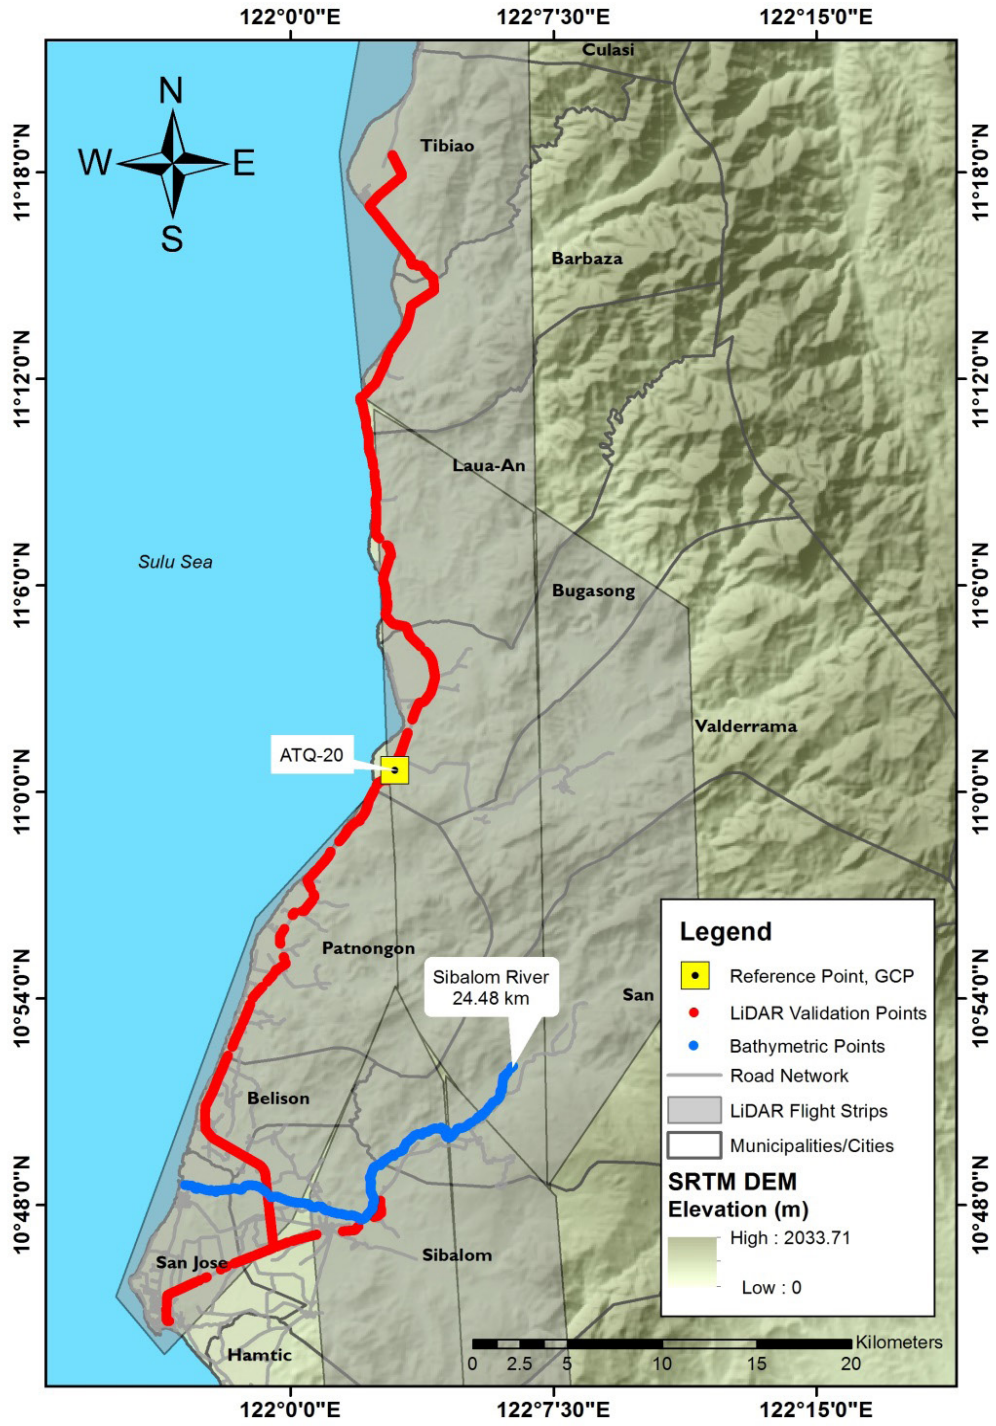 122°0'0"E
122°7'30"E
122°15'0"E
Culasi
N
W
E
S
Tibiao
11°18'0"N
11°18'0"N
Barbaza
11°12'0"N
11°12'0"N
Laua-An
Sulu Sea
11°6'0"N
11°6'0"N
Bugasong
Valderrama
ATQ-20
11°0'0"N
11°0'0"N
Patnongon
Sibalom River
24.48 km
San
10°54'0"N
10°54'0"N
Legend
Reference Point, GCP
LiDAR Validation Points
Bathymetric Points
Road Network
LiDAR Flight Strips
Municipalities/Cities
SRTM DEM
Elevation (m)
High : 2033.71
Low : 0
Belison
10°48'0"N
10°48'0"N
San Jose
Sibalom
Hamtic
Kilometers
0 2.5 5 10 15 20
122°0'0"E
122°7'30"E
122°15'0"E